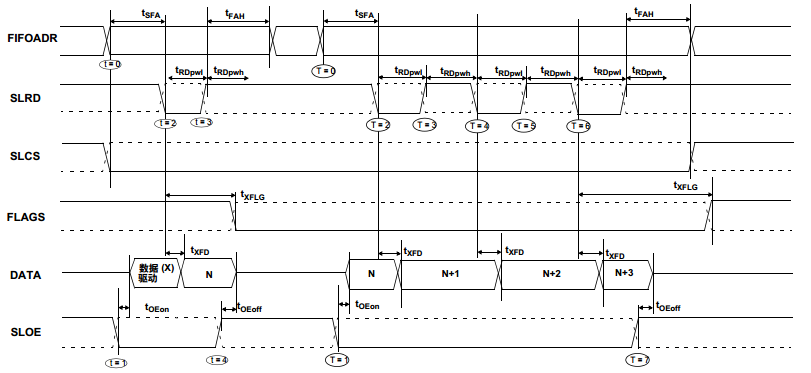 tSFA tFAH tSFA tFAH
FIFOADR
t = 0 T = 0
tRDpwl tRDpwh tRDpwl tRDpwh tRDpwl tRDpwh tRDpwl tRDpwh
SLRD
t = 2 t = 3 T = 2 T = 3 T = 4 T = 5 T = 6
SLCS
tXFLG tXFLG
FLAGS
tXFD tXFD tXFD tXFD
DATA 数据 (X) N N N+1 N+2 N+3
驱动
tOEon tOEoff tOEon tOEoff
SLOE
t = 1 t = 4 T = 1 T = 7